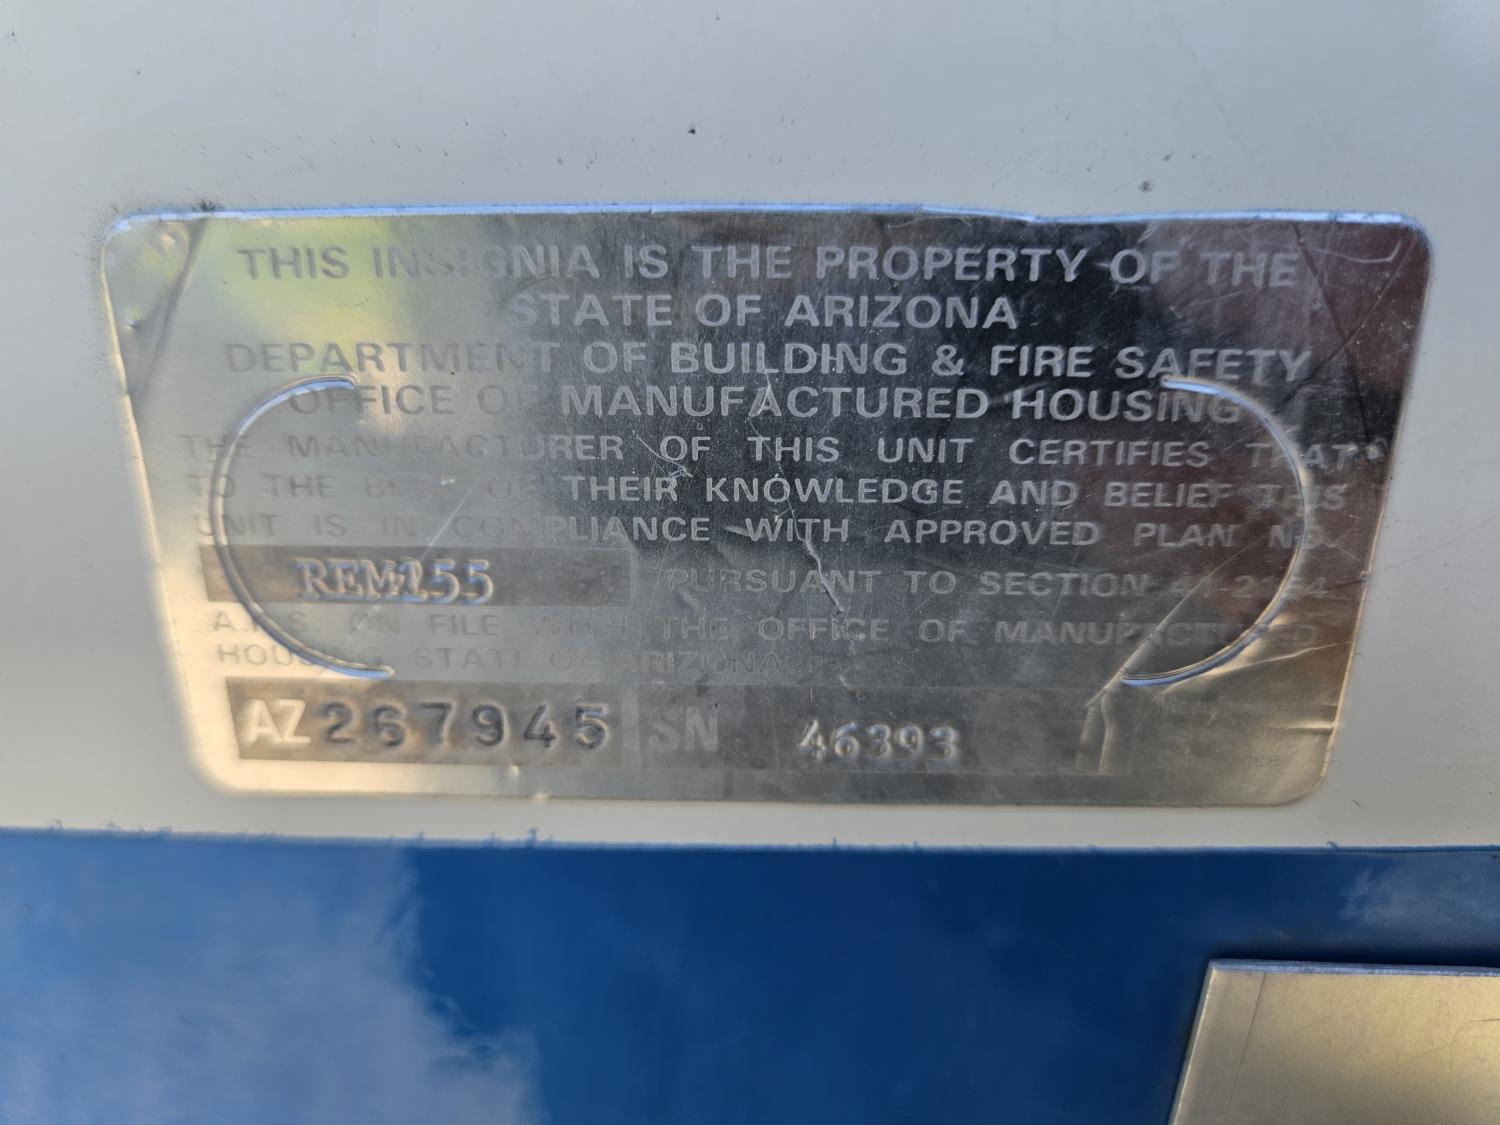 THIS INSIGNIA IS THE PROPERTY OF THE
STATE OF ARIZONA
DEPARTMENT OF BUILDING & FIRE SAFETY
OFFICE OF MANUFACTURED HOUSING
THE MANUFACTURER OF THIS UNIT CERTIFIES THAT
TO THE BEST OF THEIR KNOWLEDGE AND BELIEF THIS
UNIT IS IN COMPLIANCE WITH APPROVED PLAN NO.
REM155 PURSUANT TO SECTION
A.R.S. ON FILE WITH THE OFFICE OF MANUFACTURED
HOUSING STATE OF ARIZONA
AZ 267945 SN 46393